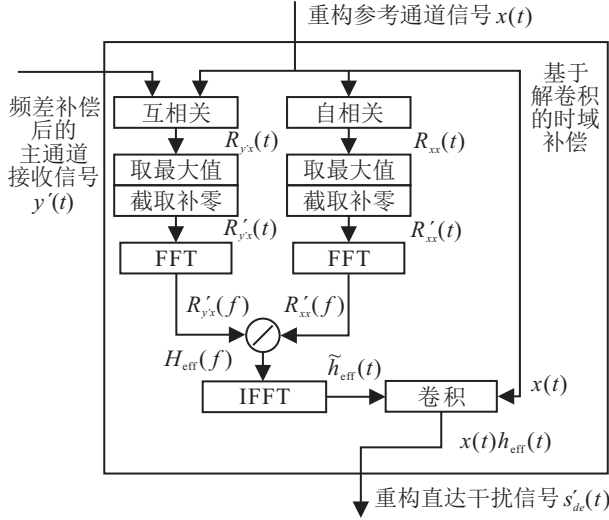 重构参考通道信号 x(t)
频差补偿
后的
主通道
接收信号
y′(t)
基于
解卷积
的时域
补偿
互相关
自相关
R_{y′x}(t)
R_{xx}(t)
取最大值
取最大值
截取补零
截取补零
R′_{y′x}(t)
R′_{xx}(t)
FFT
FFT
R′_{y′x}(f)
R′_{xx}(f)
H_{eff}(f)
h̃_{eff}(t)
IFFT
卷积
x(t)
x(t)h_{eff}(t)
重构直达干扰信号 s′_{de}(t)